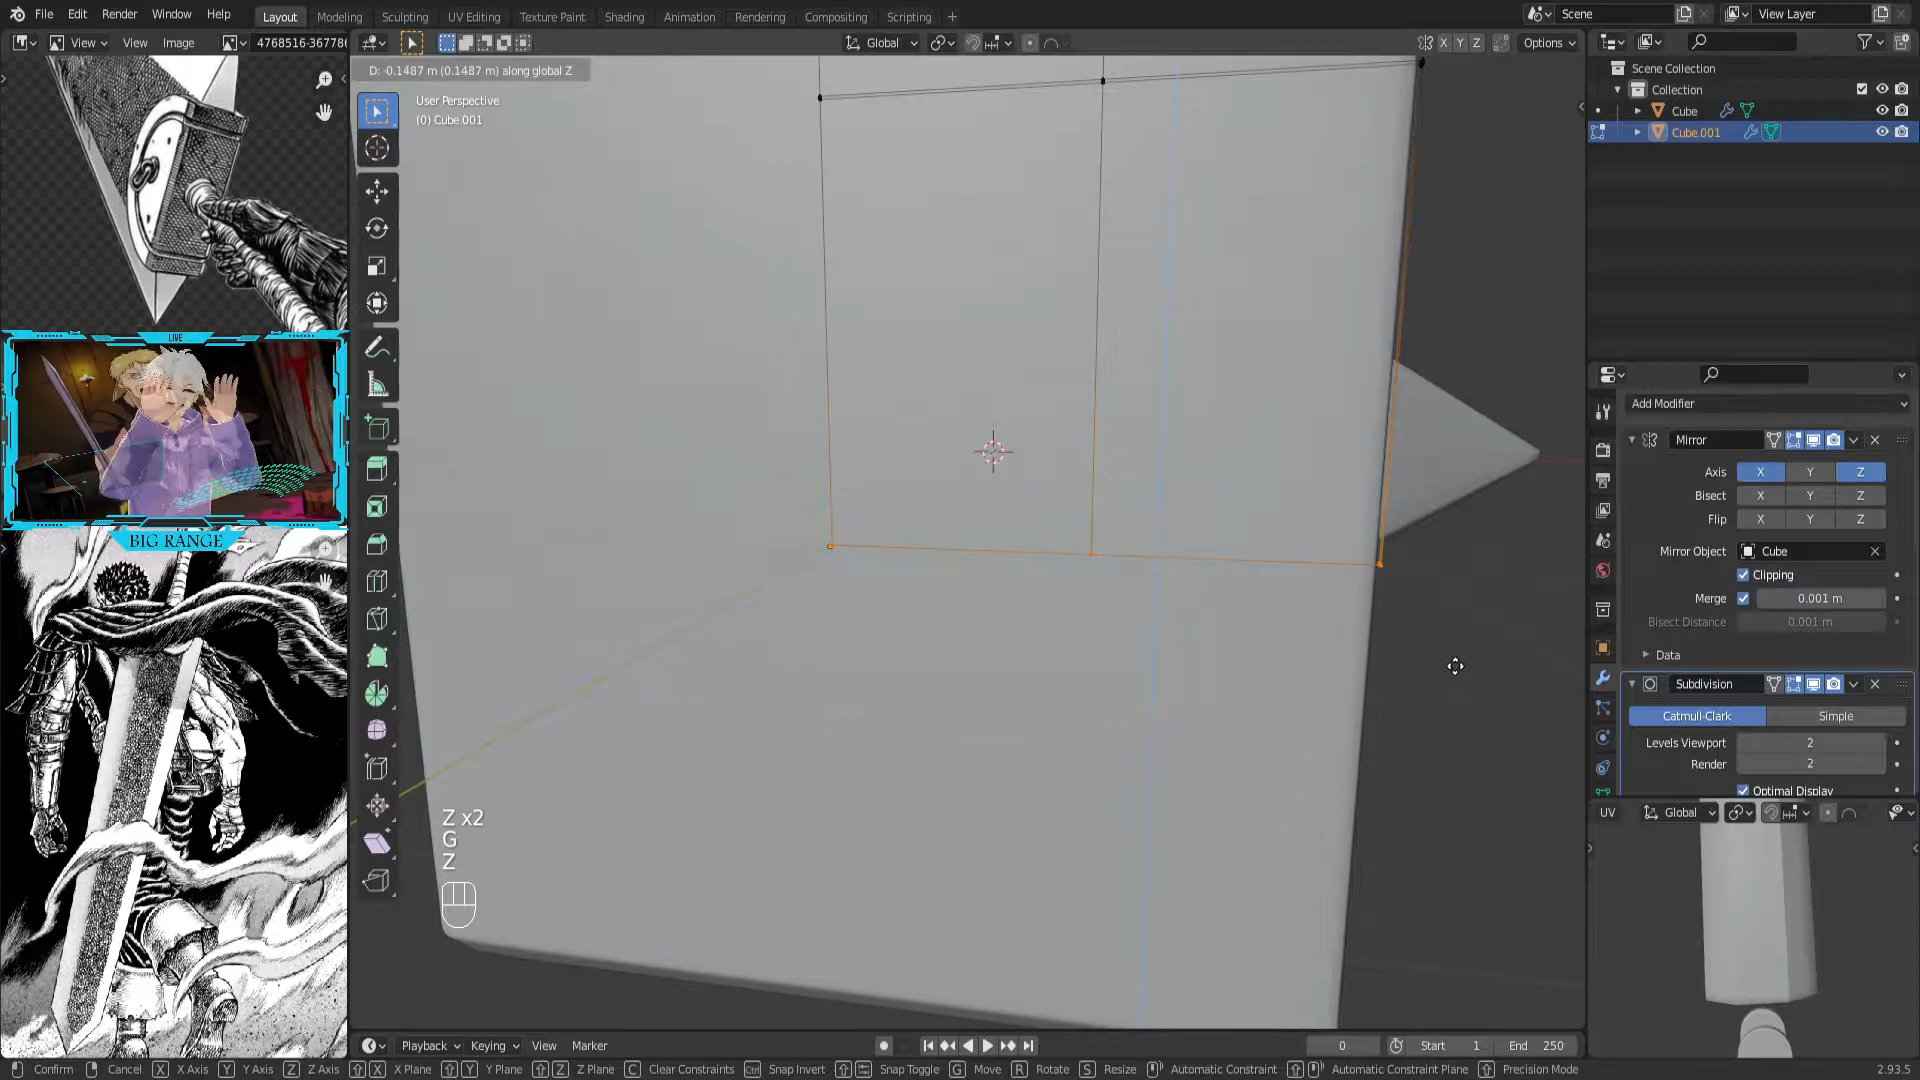 File Edit Render Window Help
Layout Modeling Sculpting UV Editing Texture Paint Shading Animation Rendering Compositing Scripting +
Scene
View Layer
View View Image
4768516-367786
Global
X Y Z Options
D: -0.1487 m (0.1487 m) along global Z
User Perspective
(0) Cube.001
Scene Collection
Collection
Cube
Cube.001
LIVE
BIG RANGE
Add Modifier
Mirror
Axis X Y Z
Bisect X Y Z
Flip X Y Z
Mirror Object Cube
Clipping
Merge 0.001 m
Bisect Distance 0.001 m
Data
Subdivision
Catmull-Clark Simple
Levels Viewport 2
Render 2
Optimal Display
UV Global
Z x2
G
Z
Playback Keying View Marker
0 Start 1 End 250
Confirm Cancel X X Axis Y Y Axis Z Z Axis X X Plane Y Y Plane Z Z Plane C Clear Constraints Ctrl Snap Invert Snap Toggle G Move R Rotate S Resize Automatic Constraint Automatic Constraint Plane Precision Mode
2.93.5